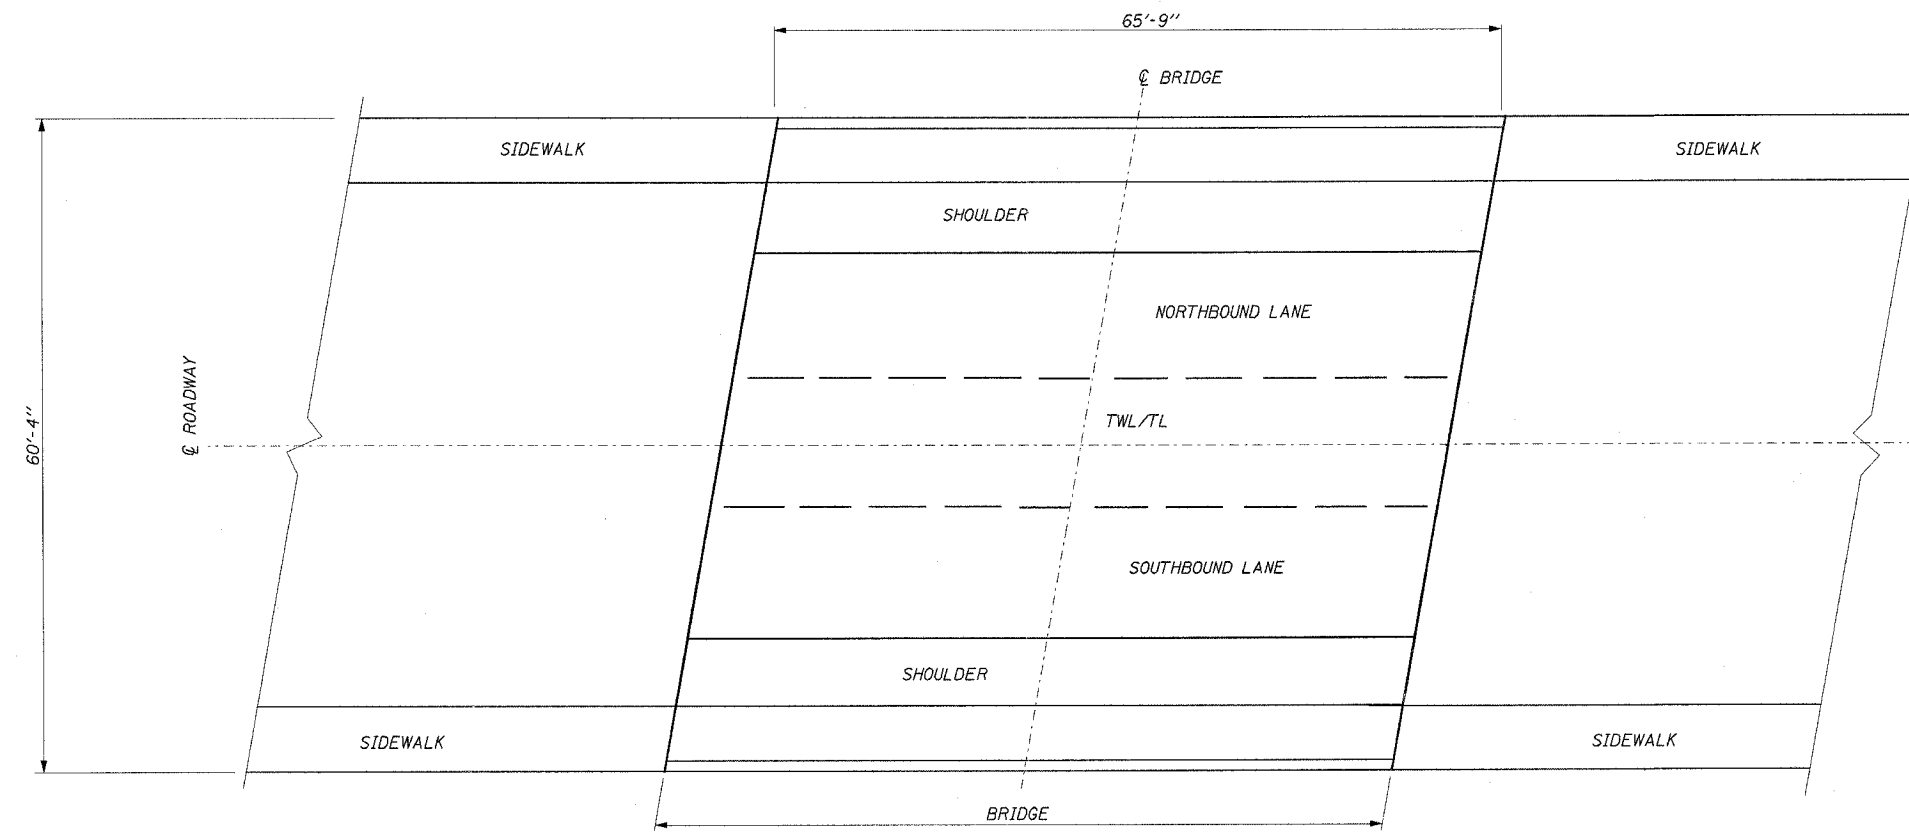 65'-9"
℄ BRIDGE
SIDEWALK
SIDEWALK
SHOULDER
NORTHBOUND LANE
℄ ROADWAY
60'-4"
TWL/TL
SOUTHBOUND LANE
SHOULDER
SIDEWALK
SIDEWALK
BRIDGE